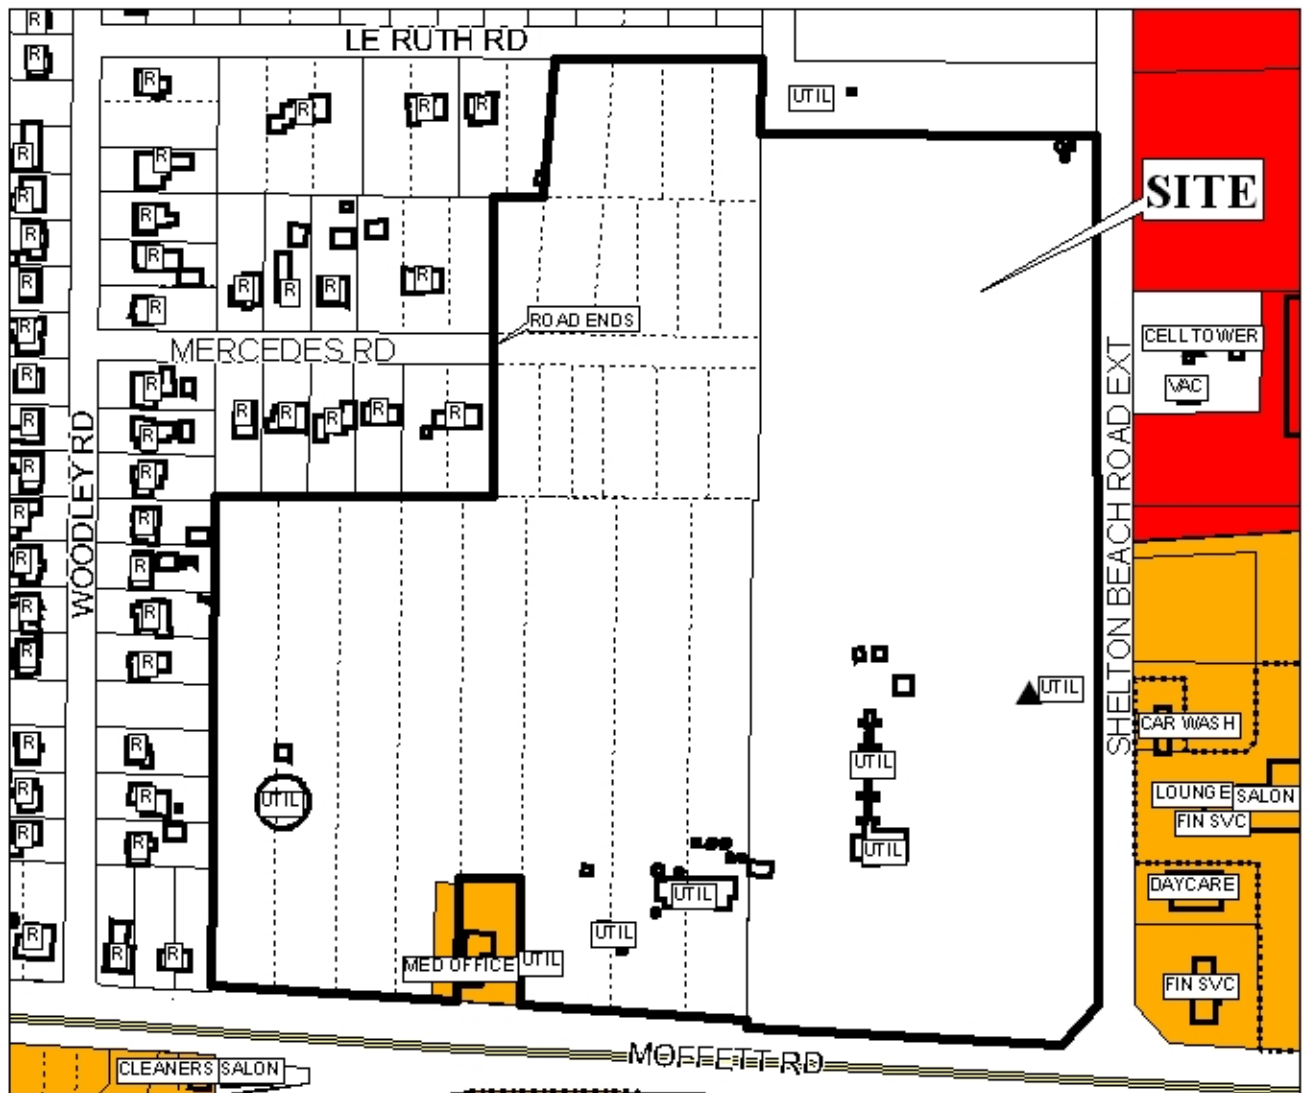 LE RUTH RD
R
R
R
R
R
R
UTIL
R
R
SITE
R
R
R
R
R
R
R
R
R
R
R
ROAD ENDS
R
MERCEDES RD
CELL TOWER
VAC
SHELTON BEACH ROAD EXT
R
R
R
R
R
R
R
WOODLEY RD
R
R
R
R
R
R
R
R
R
R
R
R
R
UTIL
CAR WASH
R
R
UTIL
UTIL
LOUNGE
SALON
FIN SVC
R
R
R
R
UTIL
UTIL
DAYCARE
UTIL
R
R
R
MED OFFICE
UTIL
FIN SVC
MOFFETT RD
CLEANERS
SALON